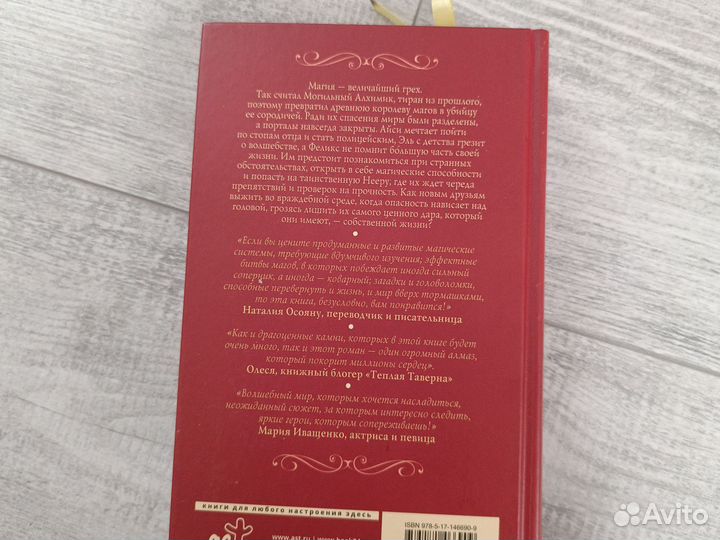 Магия — величайший грех.
Так считал Могильный Алхимик, тиран из прошлого,
поэтому превратил древнюю королеву магов в убийцу
ее сородичей. Ради их спасения миры были разделены,
а порталы навсегда закрыты. Айси мечтает пойти
по стопам отца и стать полицейским, Эль с детства грезит
о волшебстве, а Феликс не помнит бóльшую часть своей
жизни. Им предстоит познакомиться при странных
обстоятельствах, открыть в себе магические способности
и попасть на таинственную Нееру, где их ждет череда
препятствий и проверок на прочность. Как новым друзьям
выжить во враждебной среде, когда опасность нависает над
головой, грозясь лишить их самого ценного дара, который
они имеют, — собственной жизни?
«Если вы цените продуманные и развитые магические
системы, требующие вдумчивого изучения; эффектные
битвы магов, в которых побеждает иногда сильный
соперник, а иногда — коварный; загадки и головоломки,
способные перевернуть и жизнь, и мир вверх тормашками,
то эта книга, безусловно, вам понравится!»
Наталия Осояну, переводчик и писательница
«Как и драгоценные камни, которых в этой книге будет
очень много, так и этот роман — один огромный алмаз,
который покорит миллионы сердец».
Олеся, книжный блогер «Теплая Таверна»
«Волшебный мир, которым хочется насладиться,
неожиданный сюжет, за которым интересно следить,
яркие герои, которым сопереживаешь!»
Мария Иващенко, актриса и певица
книги для любого настроения здесь
ISBN 978-5-17-146690-9
www.ast.ru
Avito